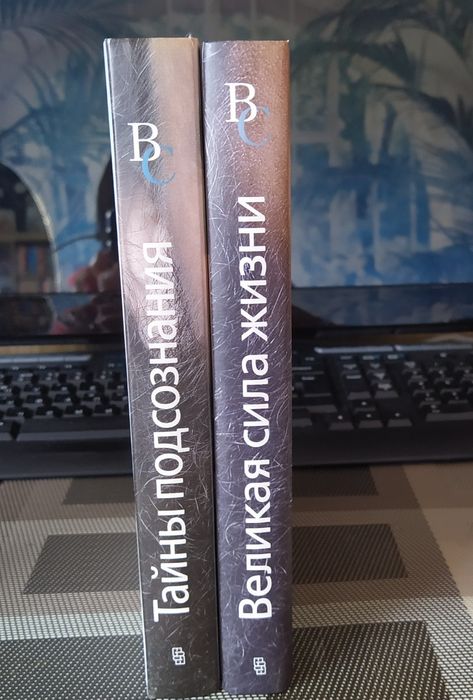 ВС
Тайны подсознания
ВС
Великая сила жизни